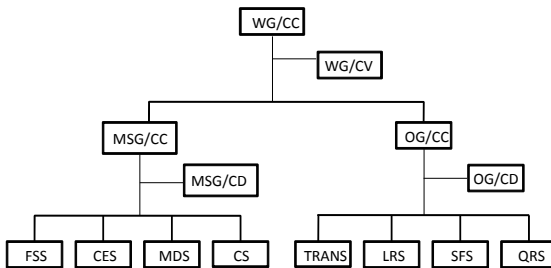 WG/CC
WG/CV
MSG/CC
OG/CC
MSG/CD
OG/CD
FSS CES MDS CS TRANS LRS SFS QRS